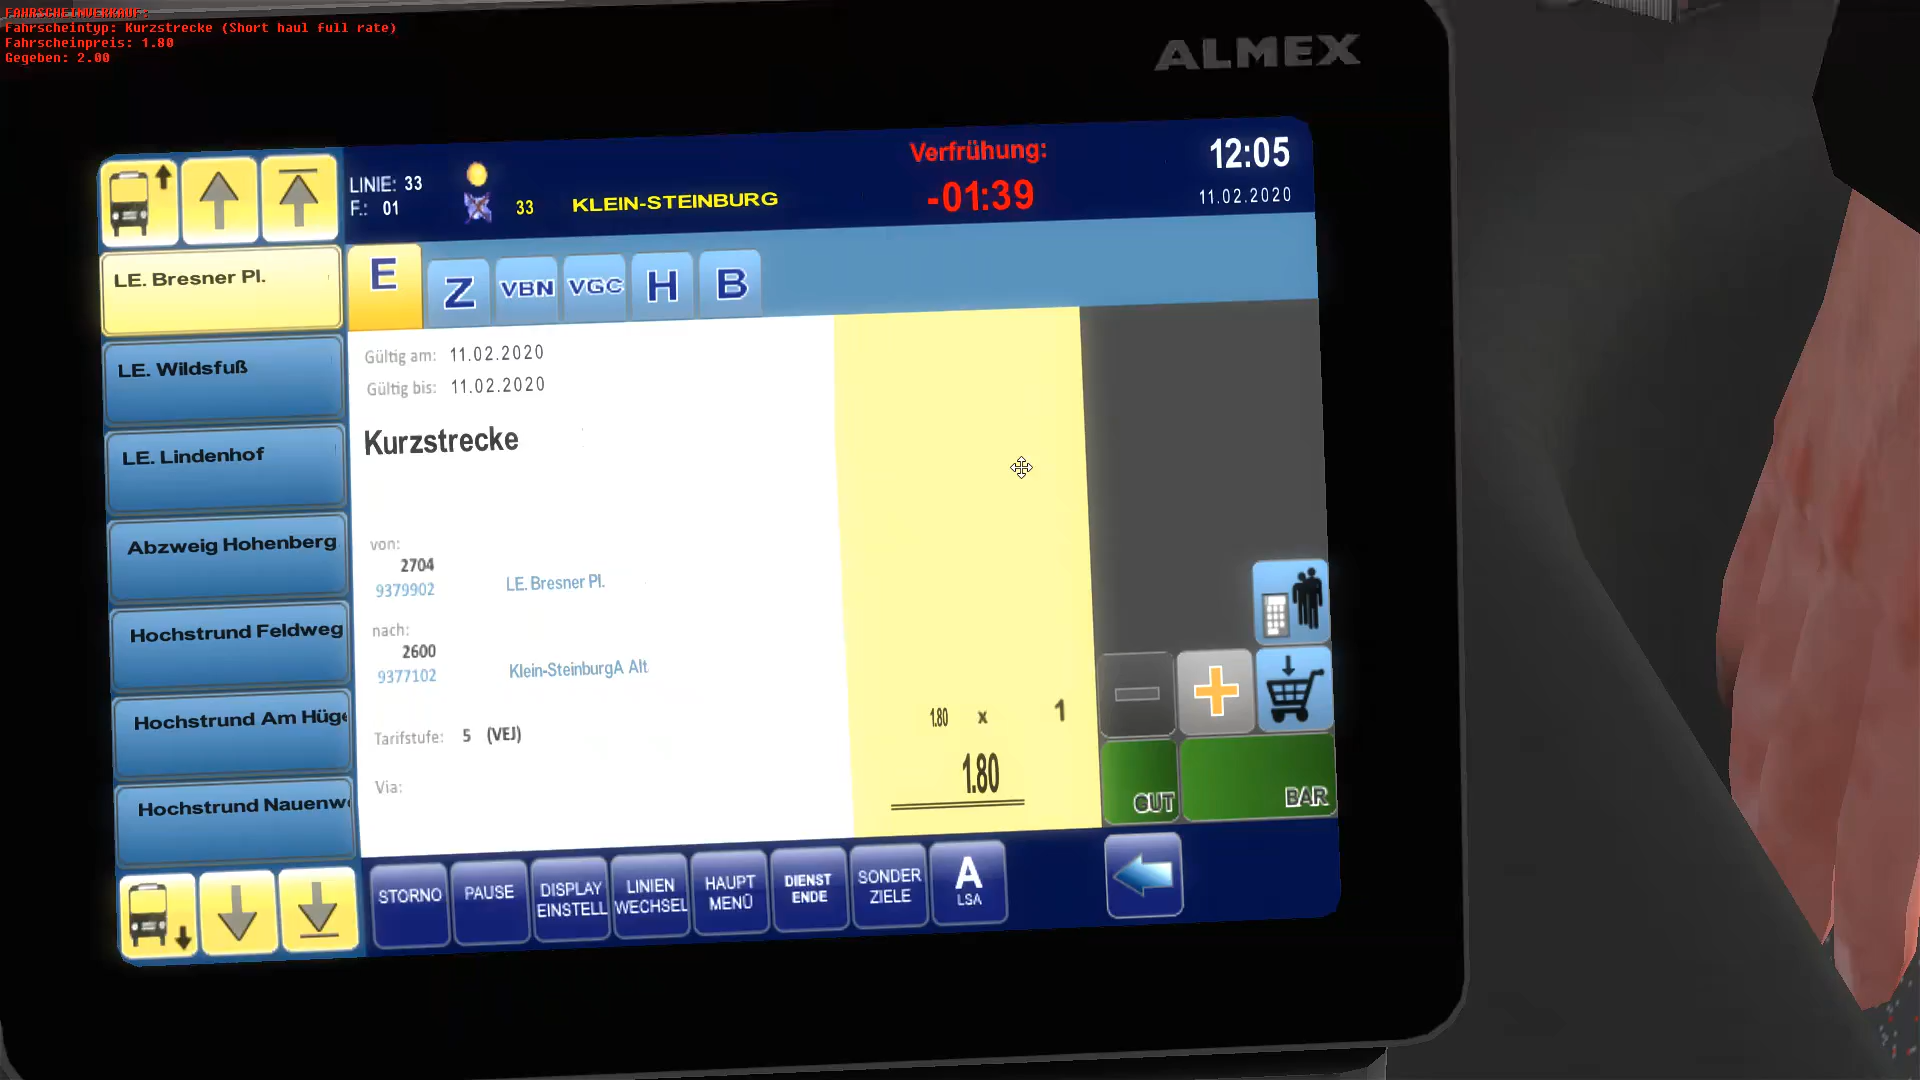 FAHRSCHEINVERKAUF:
Fahrscheintyp: Kurzstrecke (Short haul full rate)
Fahrscheinpreis: 1.80
Gegeben: 2.00
ALMEX
LINIE: 33
F.: 01
33 KLEIN-STEINBURG
Verfrühung:
-01:39
12:05
11.02.2020
LE. Bresner Pl.
LE. Wildsfuß
LE. Lindenhof
Abzweig Hohenberg
Hochstrund Feldweg
Hochstrund Am Hüge
Hochstrund Nauenw
E Z VBN VGC H B
Gültig am: 11.02.2020
Gültig bis: 11.02.2020
Kurzstrecke
von:
2704
9379902 LE. Bresner Pl.
nach:
2600
9377102 Klein-SteinburgA Alt
Tarifstufe: 5 (VEJ)
Via:
1.80 x 1
1.80
GUT BAR
STORNO
PAUSE
DISPLAY EINSTELL
LINIEN WECHSEL
HAUPT MENÜ
DIENST ENDE
SONDER ZIELE
A LSA